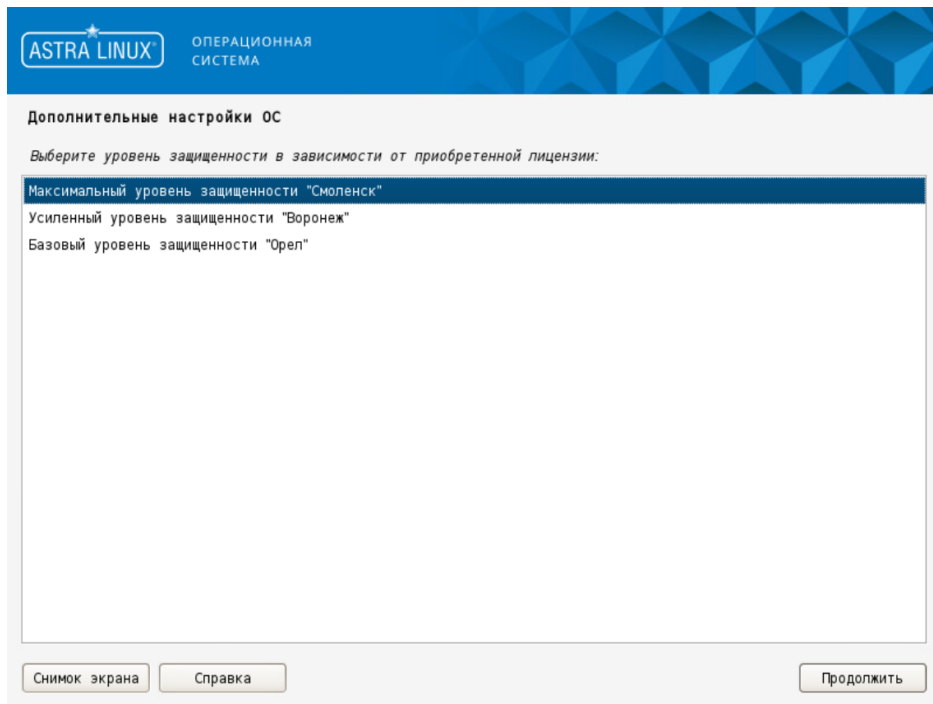 ASTRA LINUX®
ОПЕРАЦИОННАЯ
СИСТЕМА
Дополнительные настройки ОС
Выберите уровень защищенности в зависимости от приобретенной лицензии:
Максимальный уровень защищенности "Смоленск"
Усиленный уровень защищенности "Воронеж"
Базовый уровень защищенности "Орел"
Снимок экрана
Справка
Продолжить